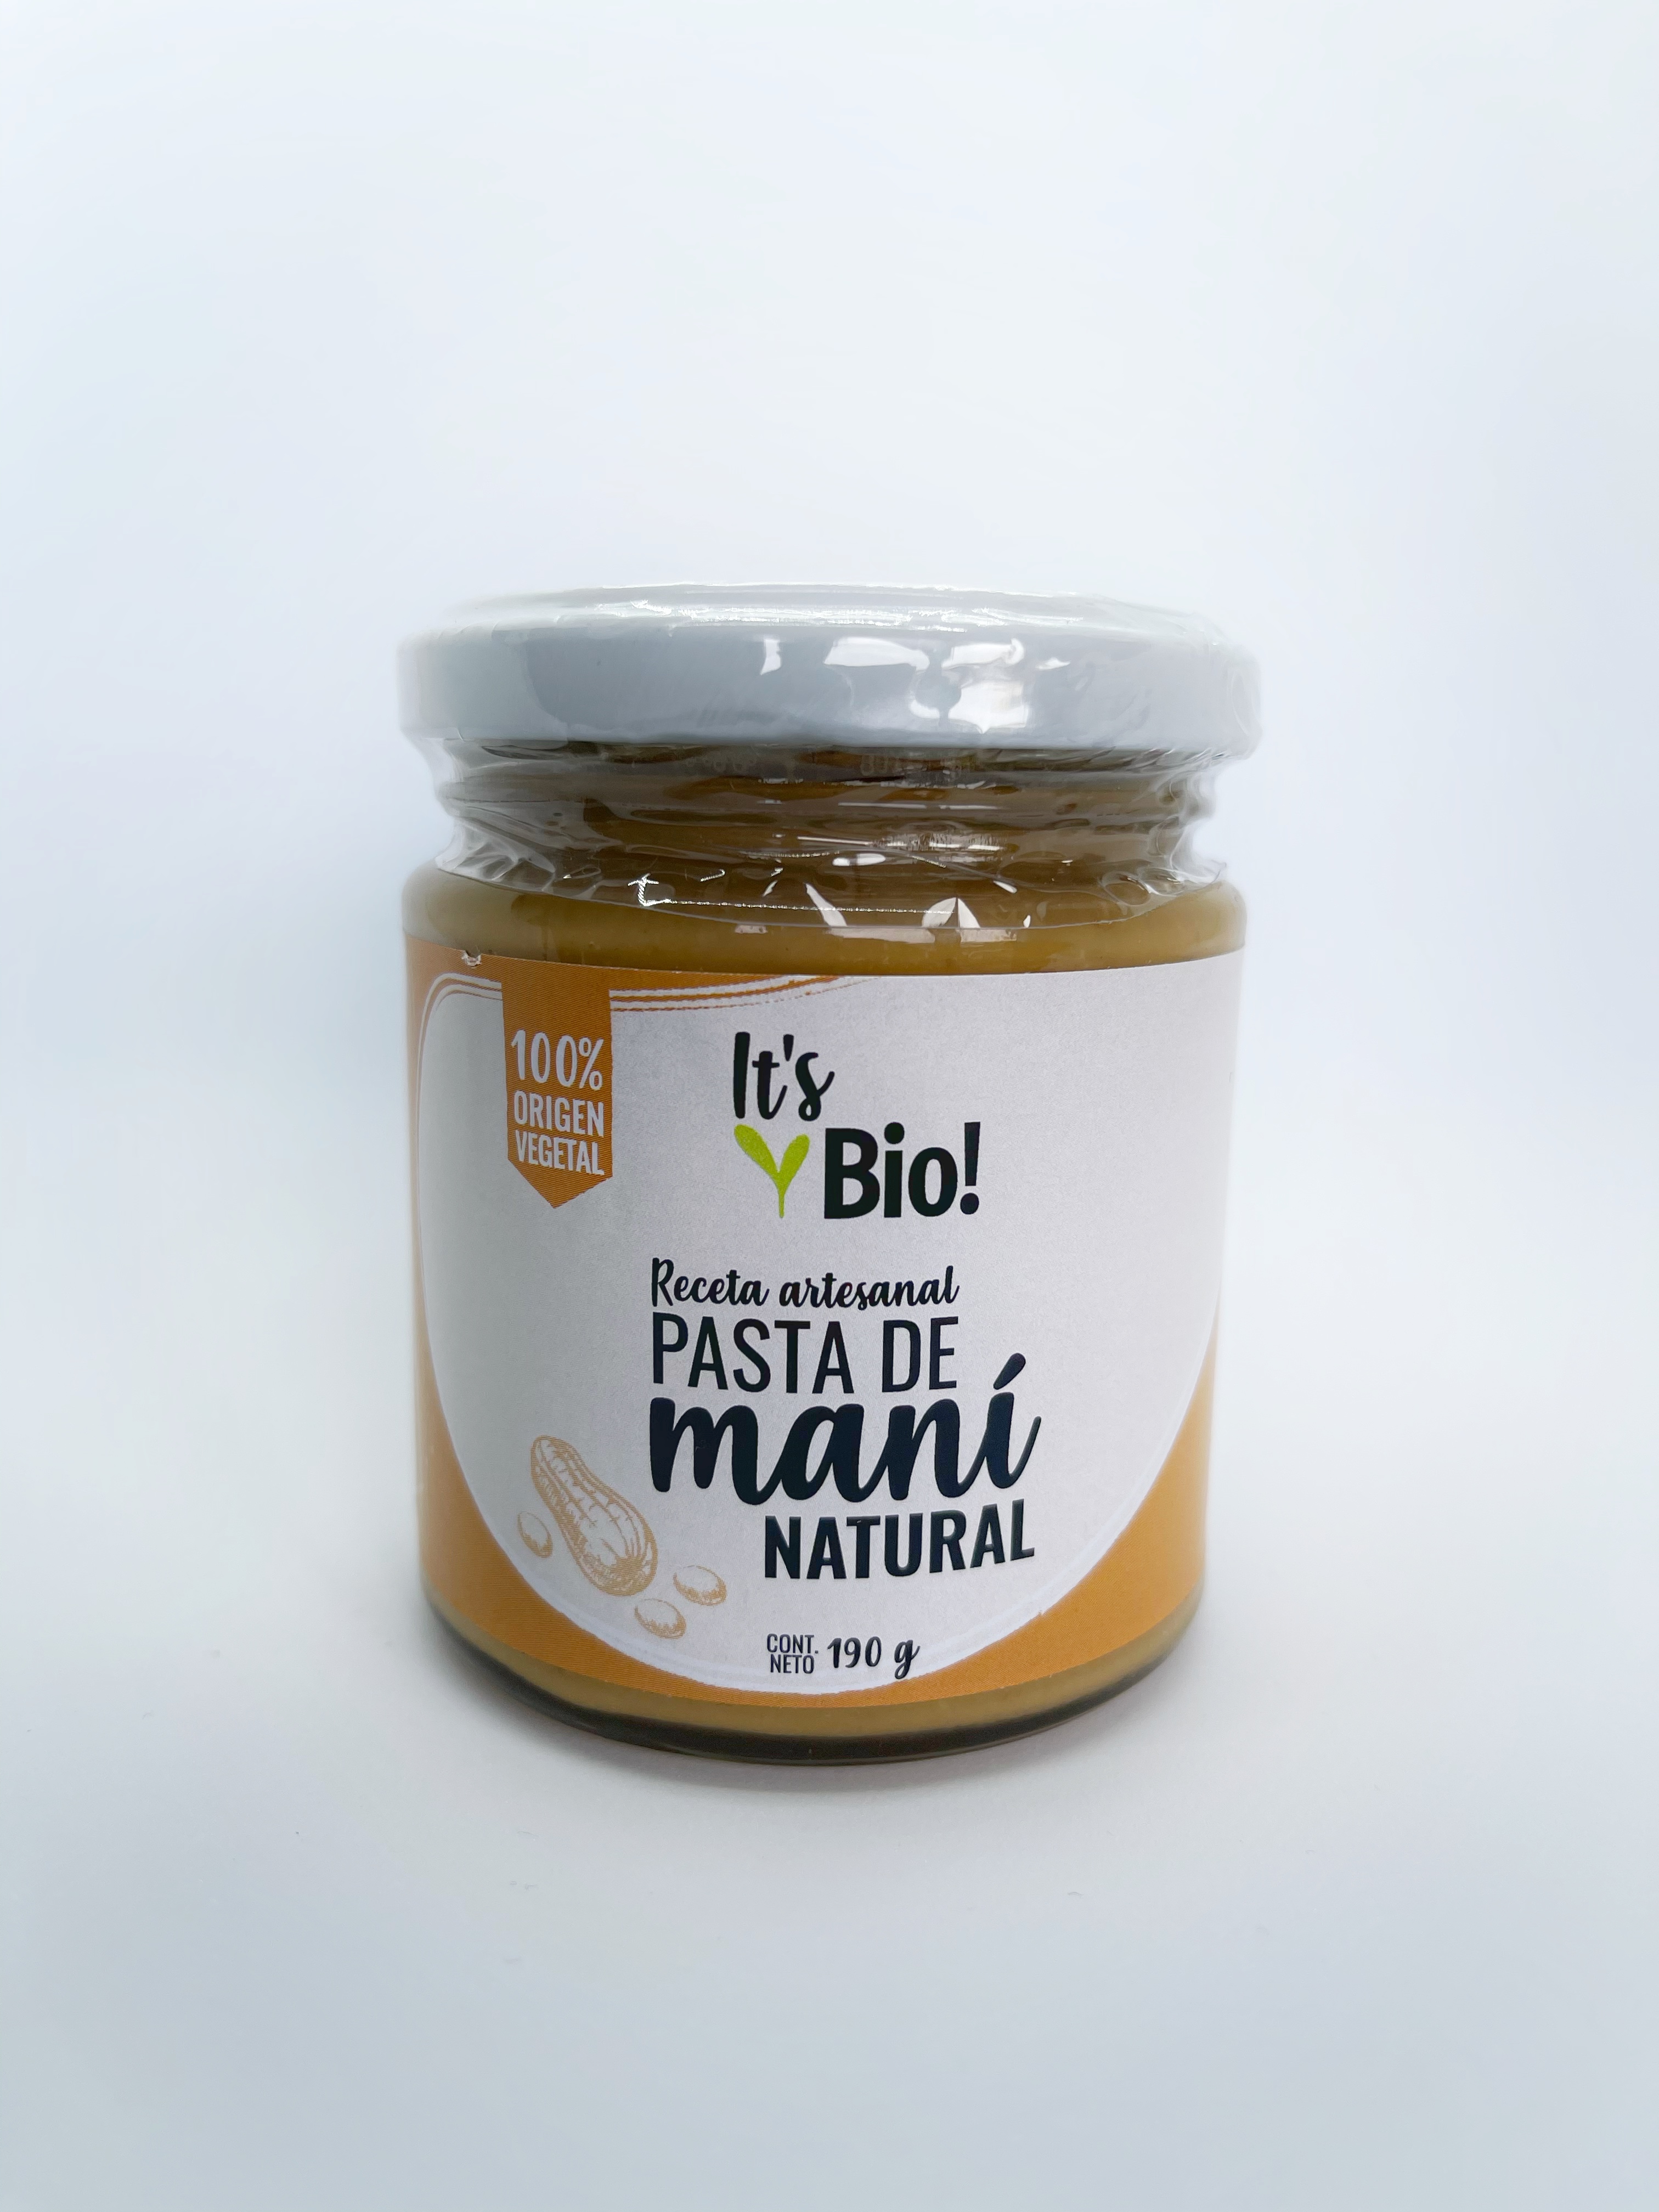 100%
ORIGEN
VEGETAL
It's
Bio!
Receta artesanal
PASTA DE
maní
NATURAL
CONT.
NETO 190 g